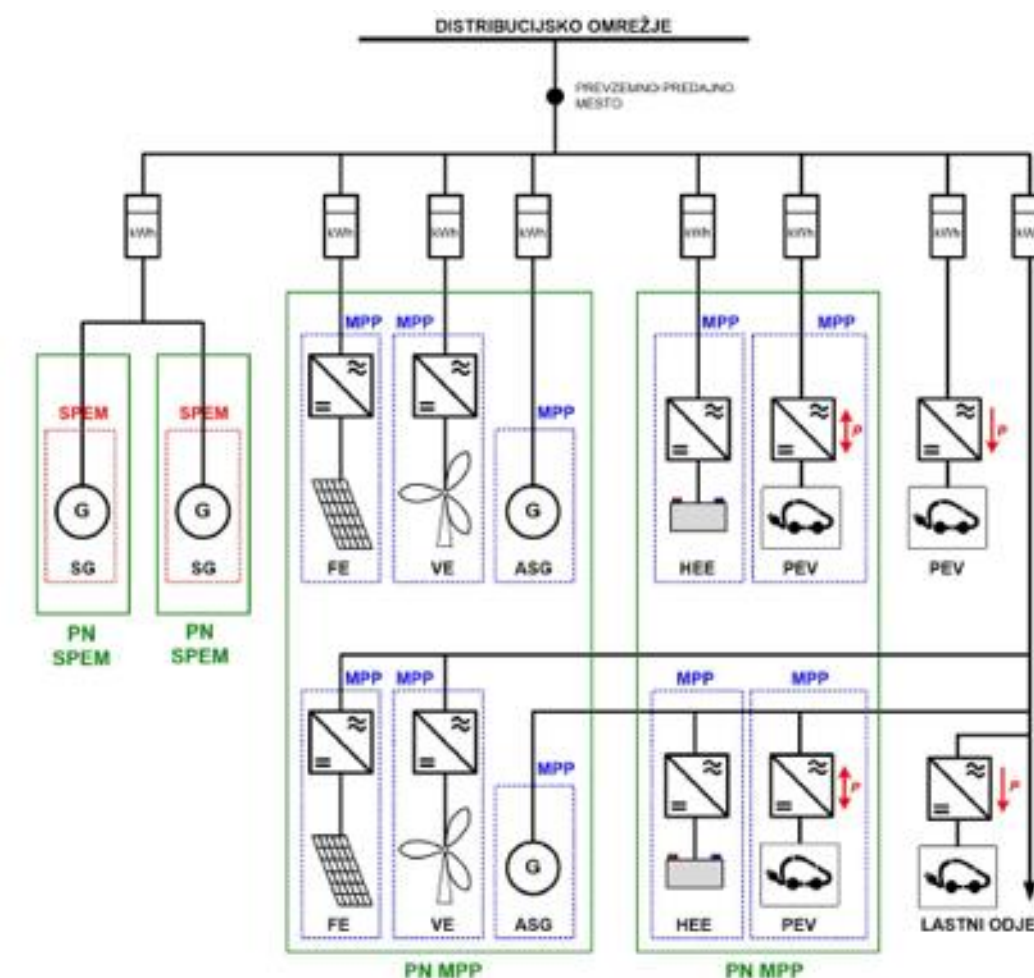 DISTRIBUCIJSKO OMREŽJE
PREVZEMNO-PREDAJNO
MESTO
kWh kWh kWh kWh kWh kWh kWh
MPP MPP MPP MPP
SPEM SPEM MPP P P
G G G
SG SG FE VE ASG HEE PEV PEV
PN
SPEM
PN
SPEM
MPP MPP MPP MPP
MPP P P
G
FE VE ASG HEE PEV LASTNI ODJE
PN MPP PN MPP